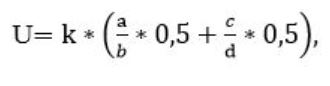 U= k * (a/b * 0,5 + c/d * 0,5),